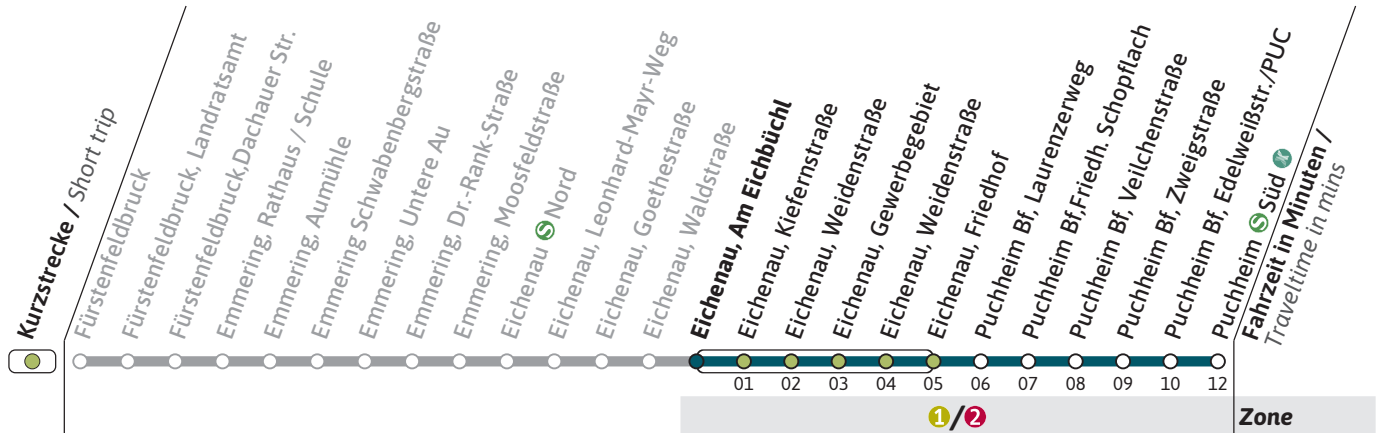 Kurzstrecke / Short trip
Fürstenfeldbruck
Fürstenfeldbruck, Landratsamt
Fürstenfeldbruck,Dachauer Str.
Emmering, Rathaus / Schule
Emmering, Aumühle
Emmering Schwabenbergstraße
Emmering, Untere Au
Emmering, Dr.-Rank-Straße
Emmering, Moosfeldstraße
Eichenau S Nord
Eichenau, Leonhard-Mayr-Weg
Eichenau, Goethestraße
Eichenau, Waldstraße
Eichenau, Am Eichbüchl
Eichenau, Kiefernstraße
Eichenau, Weidenstraße
Eichenau, Gewerbegebiet
Eichenau, Weidenstraße
Eichenau, Friedhof
Puchheim Bf, Laurenzerweg
Puchheim Bf,Friedh. Schopflach
Puchheim Bf, Veilchenstraße
Puchheim Bf, Zweigstraße
Puchheim Bf, Edelweißstr./PUC
Puchheim S Süd K
Fahrzeit in Minuten /
Traveltime in mins
01 02 03 04 05 06 07 08 09 10 12
1/2 Zone